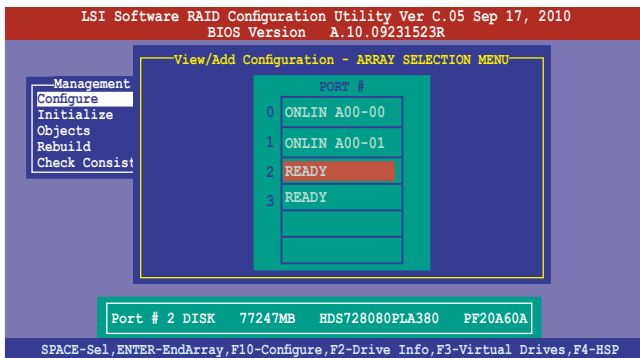 LSI Software RAID Configuration Utility Ver C.05 Sep 17, 2010
BIOS Version A.10.09231523R
View/Add Configuration - ARRAY SELECTION MENU
Management
Configure
Initialize
Objects
Rebuild
Check Consist
PORT #
0 ONLIN A00-00
1 ONLIN A00-01
2 READY
3 READY
Port # 2 DISK 77247MB HDS728080PLA380 PF20A60A
SPACE-Sel,ENTER-EndArray,F10-Configure,F2-Drive Info,F3-Virtual Drives,F4-HSP